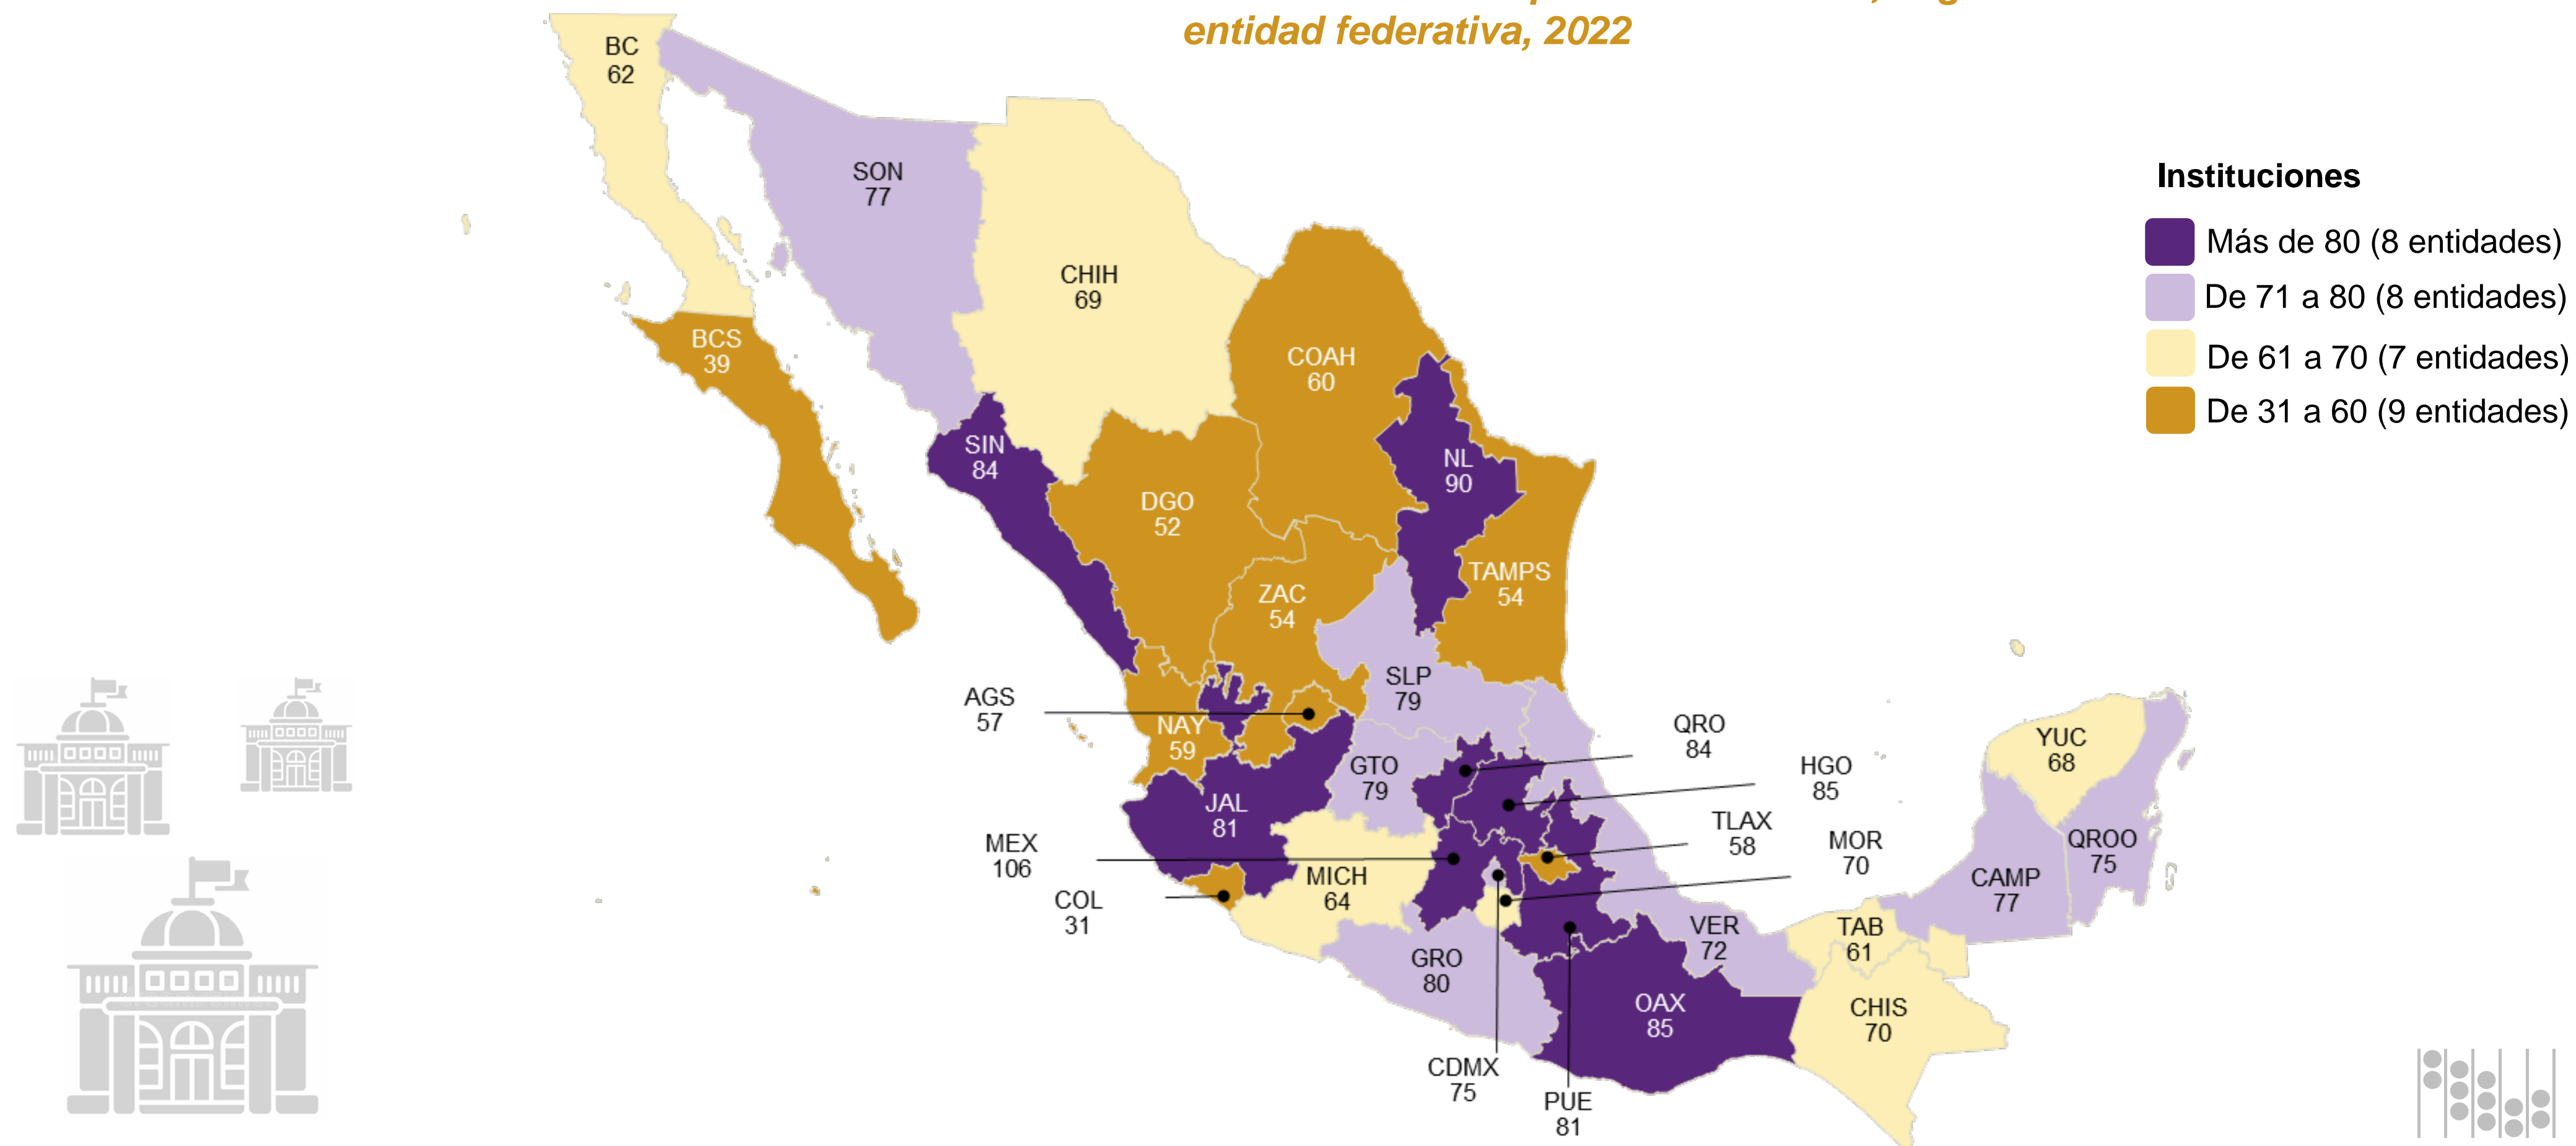 entidad federativa, 2022
BC
62
SON
77
CHIH
69
BCS
39
COAH
60
SIN
84
NL
90
DGO
52
TAMPS
54
ZAC
54
SLP
79
AGS
57
NAY
59
QRO
84
GTO
79
HGO
85
JAL
81
TLAX
58
MOR
70
MEX
106
MICH
64
COL
31
YUC
68
QROO
75
CAMP
77
VER
72
TAB
61
GRO
80
OAX
85
CHIS
70
CDMX
75
PUE
81
Instituciones
Más de 80 (8 entidades)
De 71 a 80 (8 entidades)
De 61 a 70 (7 entidades)
De 31 a 60 (9 entidades)